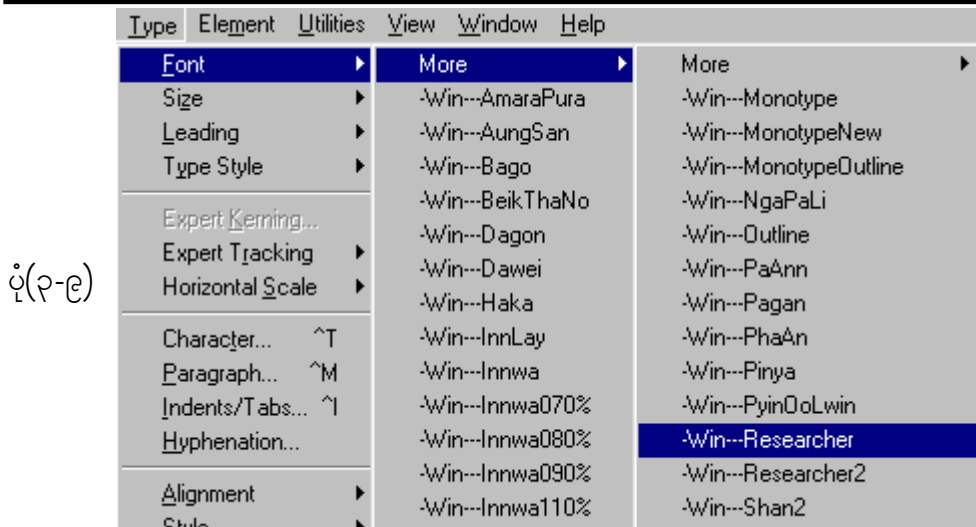 Type Element Utilities View Window Help
Font More More
Size -Win---AmaraPura -Win---Monotype
Leading -Win---AungSan -Win---MonotypeNew
Type Style -Win---Bago -Win---MonotypeOutline
Expert Kerning... -Win---BeikThaNo -Win---NgaPaLi
Expert Tracking -Win---Dagon -Win---Outline
-Win---Dawei -Win---PaAnn
ပုံ(၃-၉) Horizontal Scale -Win---Haka -Win---Pagan
Character... ^T -Win---InnLay -Win---PhaAn
Paragraph... ^M -Win---Innwa -Win---Pinya
Indents/Tabs... ^I -Win---Innwa070% -Win---PyinOoLwin
Hyphenation... -Win---Innwa080% -Win---Researcher
-Win---Innwa090% -Win---Researcher2
Alignment -Win---Innwa110% -Win---Shan2
Style